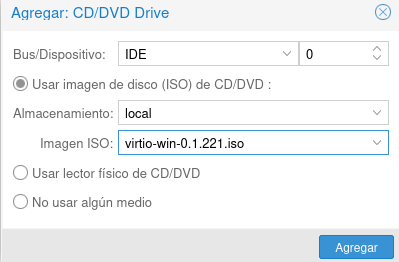 Agregar: CD/DVD Drive
Bus/Dispositivo: IDE 0
Usar imagen de disco (ISO) de CD/DVD :
Almacenamiento: local
Imagen ISO: virtio-win-0.1.221.iso
Usar lector físico de CD/DVD
No usar algún medio
Agregar